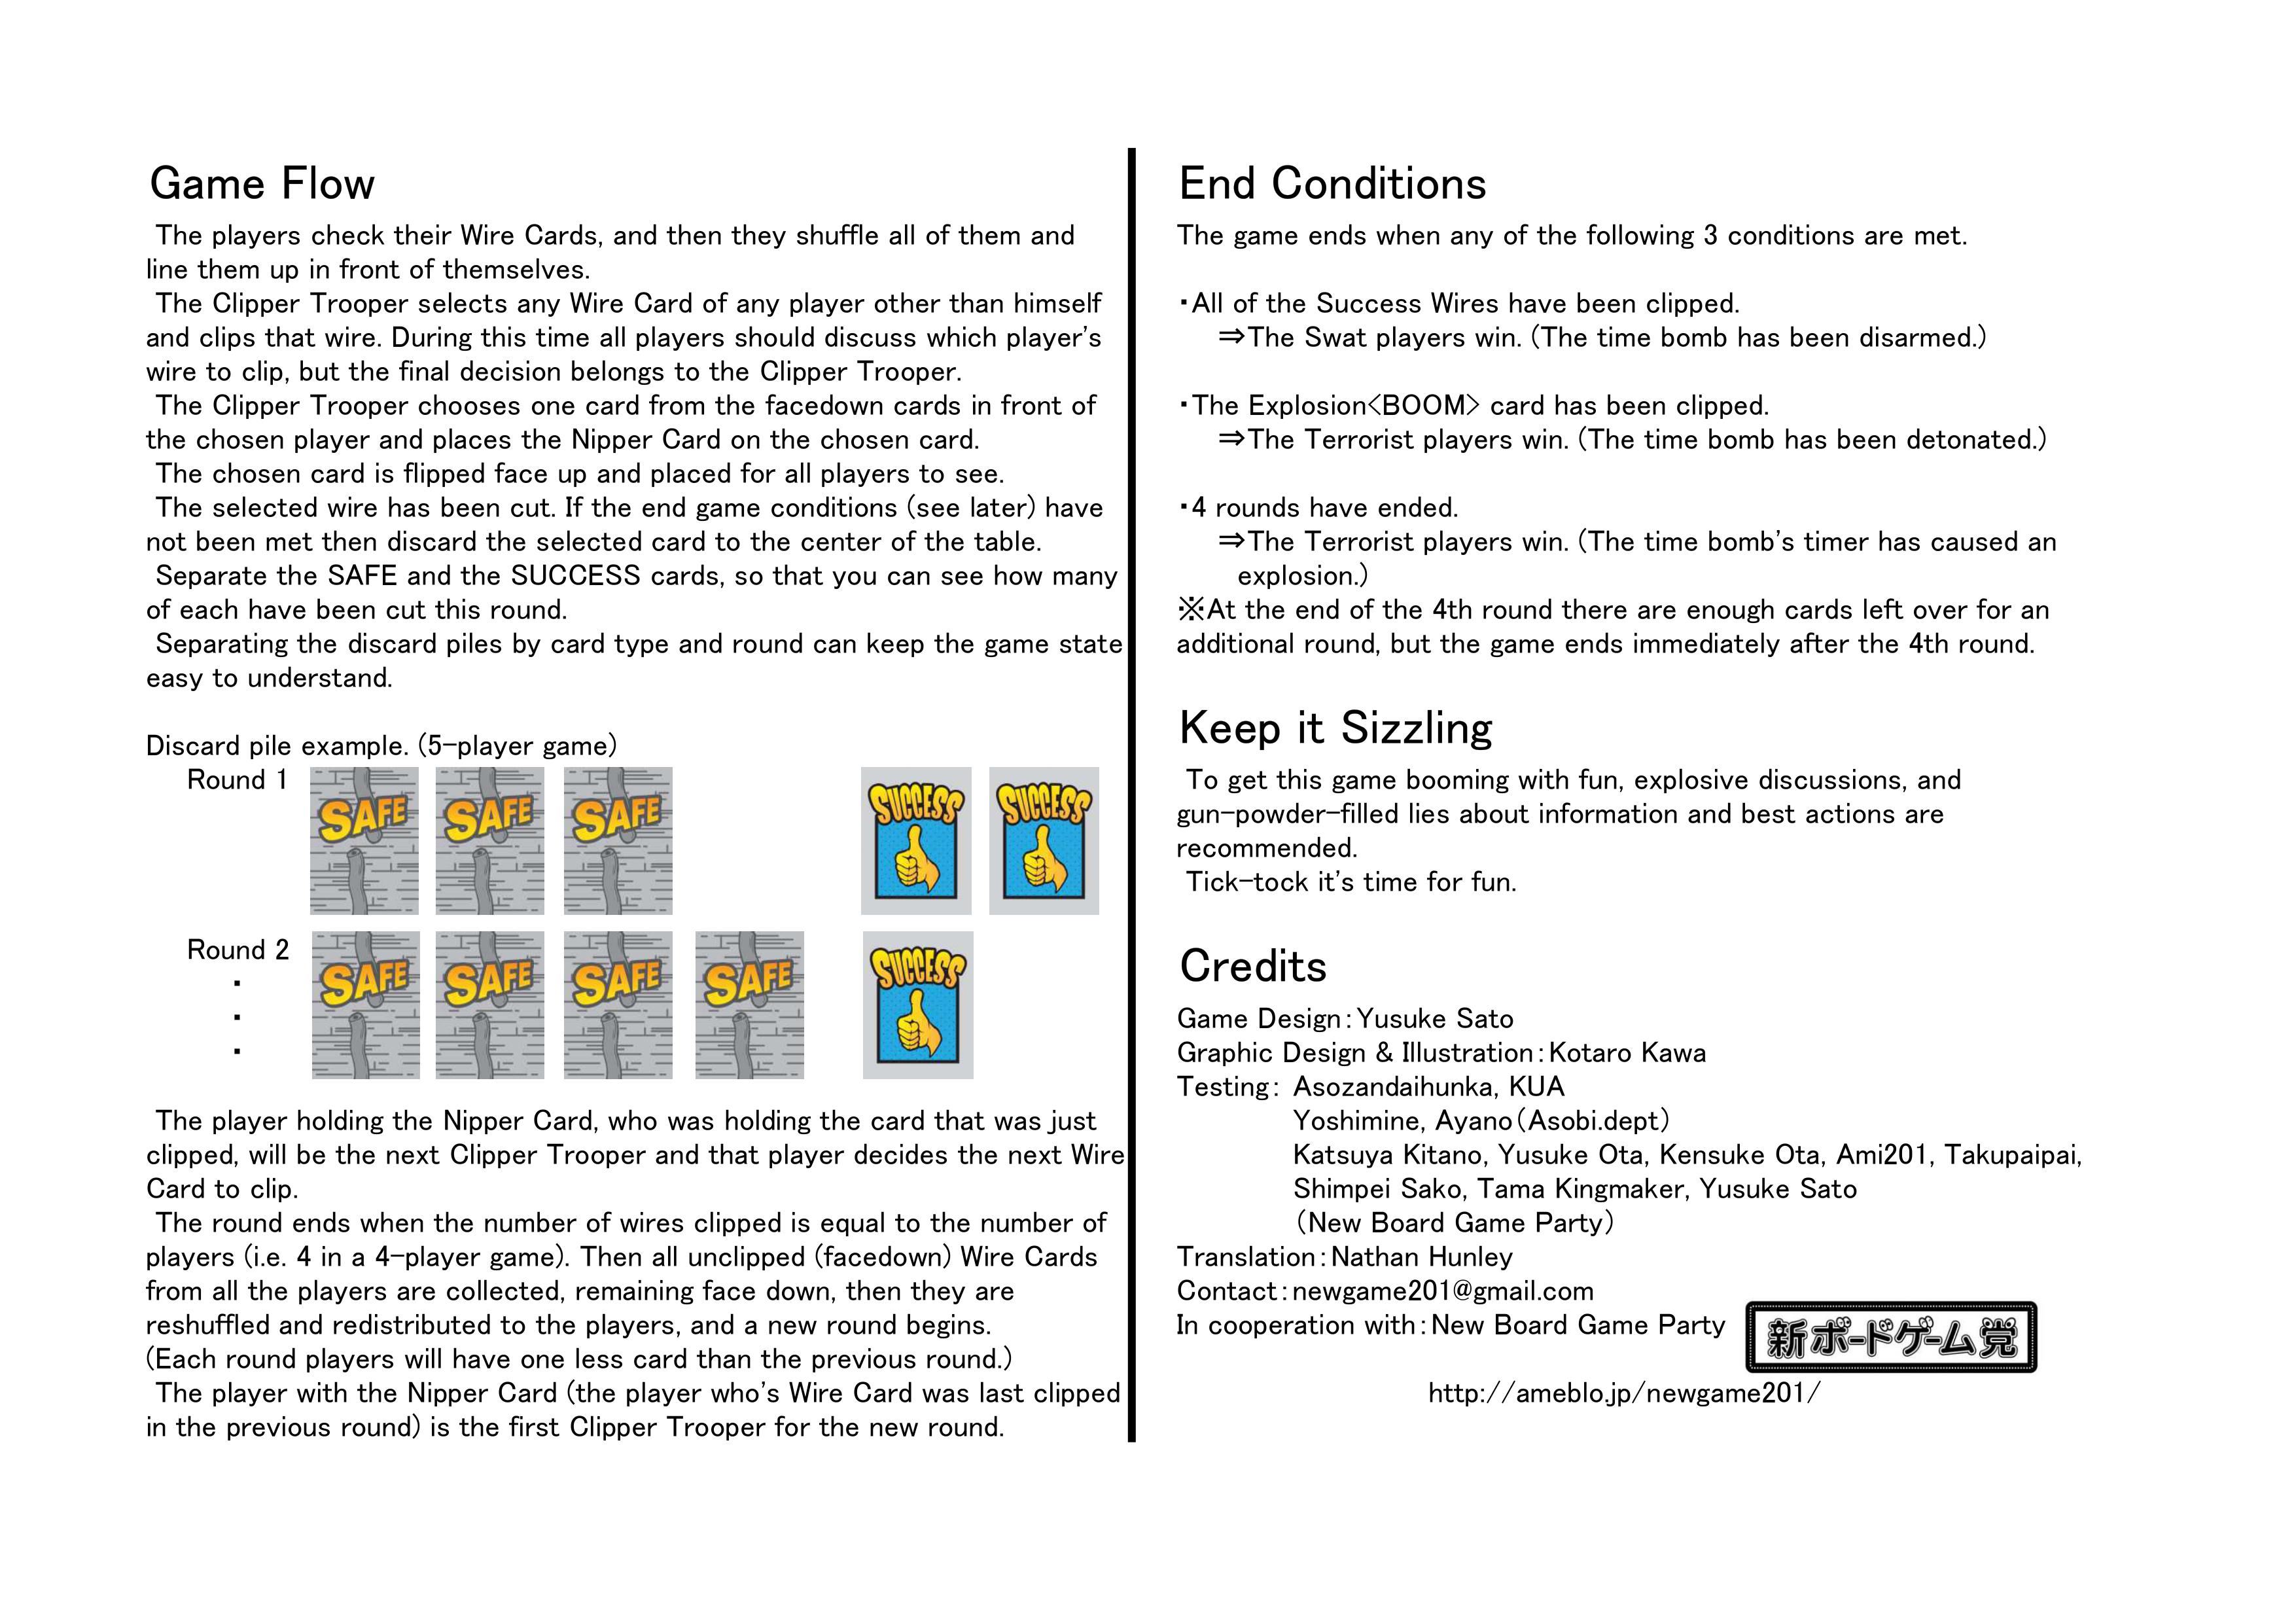 Game Flow
The players check their Wire Cards, and then they shuffle all of them and
line them up in front of themselves.
The Clipper Trooper selects any Wire Card of any player other than himself
and clips that wire. During this time all players should discuss which player's
wire to clip, but the final decision belongs to the Clipper Trooper.
The Clipper Trooper chooses one card from the facedown cards in front of
the chosen player and places the Nipper Card on the chosen card.
The chosen card is flipped face up and placed for all players to see.
The selected wire has been cut. If the end game conditions (see later) have
not been met then discard the selected card to the center of the table.
Separate the SAFE and the SUCCESS cards, so that you can see how many
of each have been cut this round.
Separating the discard piles by card type and round can keep the game state
easy to understand.
Discard pile example. (5-player game)
Round 1
SAFE SAFE SAFE SUCCESS SUCCESS
Round 2
SAFE SAFE SAFE SAFE SUCCESS
・
・
・
The player holding the Nipper Card, who was holding the card that was just
clipped, will be the next Clipper Trooper and that player decides the next Wire
Card to clip.
The round ends when the number of wires clipped is equal to the number of
players (i.e. 4 in a 4-player game). Then all unclipped (facedown) Wire Cards
from all the players are collected, remaining face down, then they are
reshuffled and redistributed to the players, and a new round begins.
(Each round players will have one less card than the previous round.)
The player with the Nipper Card (the player who's Wire Card was last clipped
in the previous round) is the first Clipper Trooper for the new round.
End Conditions
The game ends when any of the following 3 conditions are met.
・All of the Success Wires have been clipped.
⇒The Swat players win. (The time bomb has been disarmed.)
・The Explosion<BOOM> card has been clipped.
⇒The Terrorist players win. (The time bomb has been detonated.)
・4 rounds have ended.
⇒The Terrorist players win. (The time bomb's timer has caused an
explosion.)
※At the end of the 4th round there are enough cards left over for an
additional round, but the game ends immediately after the 4th round.
Keep it Sizzling
To get this game booming with fun, explosive discussions, and
gun-powder-filled lies about information and best actions are
recommended.
Tick-tock it's time for fun.
Credits
Game Design：Yusuke Sato
Graphic Design & Illustration：Kotaro Kawa
Testing： Asozandaihunka, KUA
Yoshimine, Ayano（Asobi.dept）
Katsuya Kitano, Yusuke Ota, Kensuke Ota, Ami201, Takupaipai,
Shimpei Sako, Tama Kingmaker, Yusuke Sato
（New Board Game Party）
Translation：Nathan Hunley
Contact：newgame201@gmail.com
In cooperation with：New Board Game Party
新ボードゲーム党
http://ameblo.jp/newgame201/